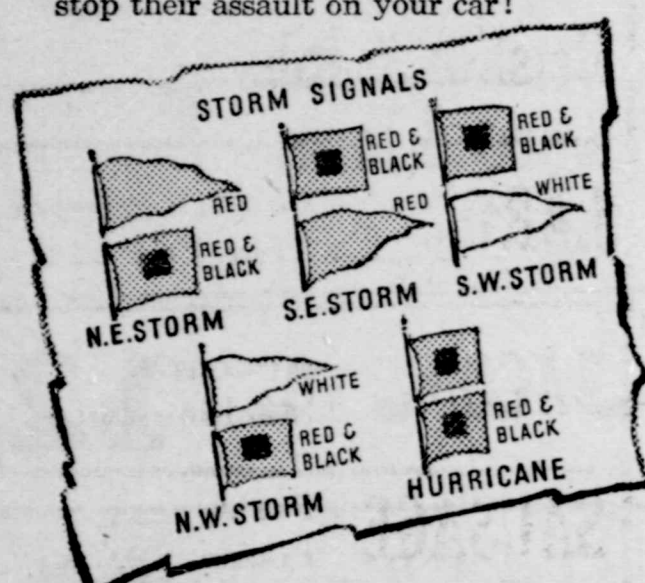 stop their assault on your car!
STORM SIGNALS
RED
RED &
BLACK
N.E. STORM
RED &
BLACK
RED
S.E. STORM
RED &
BLACK
WHITE
S.W. STORM
WHITE
RED &
BLACK
N.W. STORM
RED &
BLACK
HURRICANE